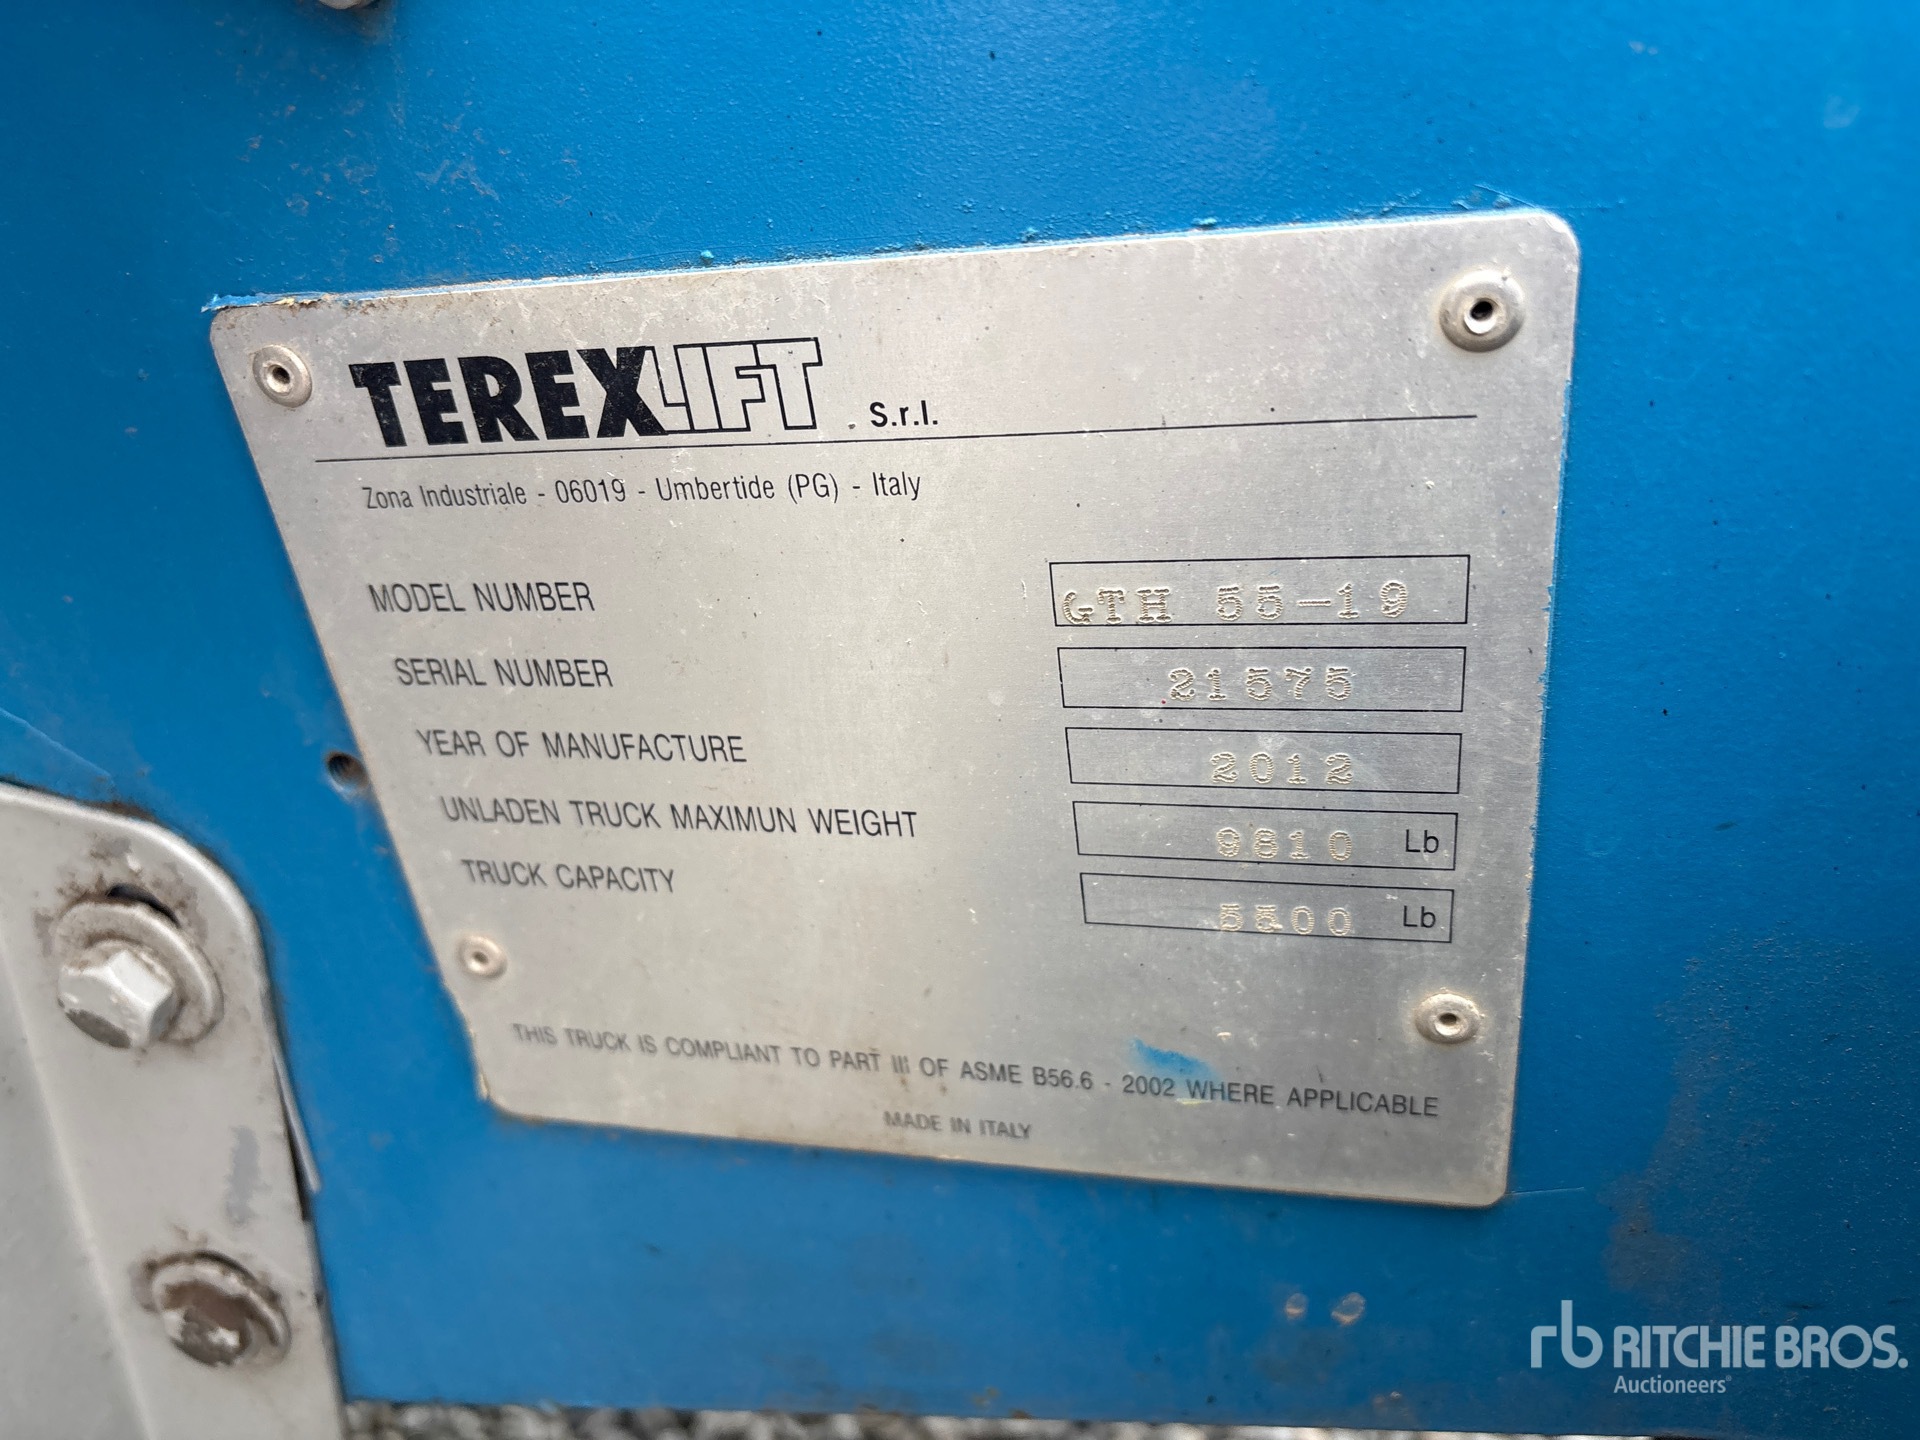 TEREXLIFT S.r.l.
Zona Industriale - 06019 - Umbertide (PG) - Italy
MODEL NUMBER GTH 55-19
SERIAL NUMBER 21575
YEAR OF MANUFACTURE 2012
UNLADEN TRUCK MAXIMUN WEIGHT 9810 Lb
TRUCK CAPACITY 5500 Lb
THIS TRUCK IS COMPLIANT TO PART III OF ASME B56.6 - 2002 WHERE APPLICABLE
MADE IN ITALY
rb RITCHIE BROS.
Auctioneers